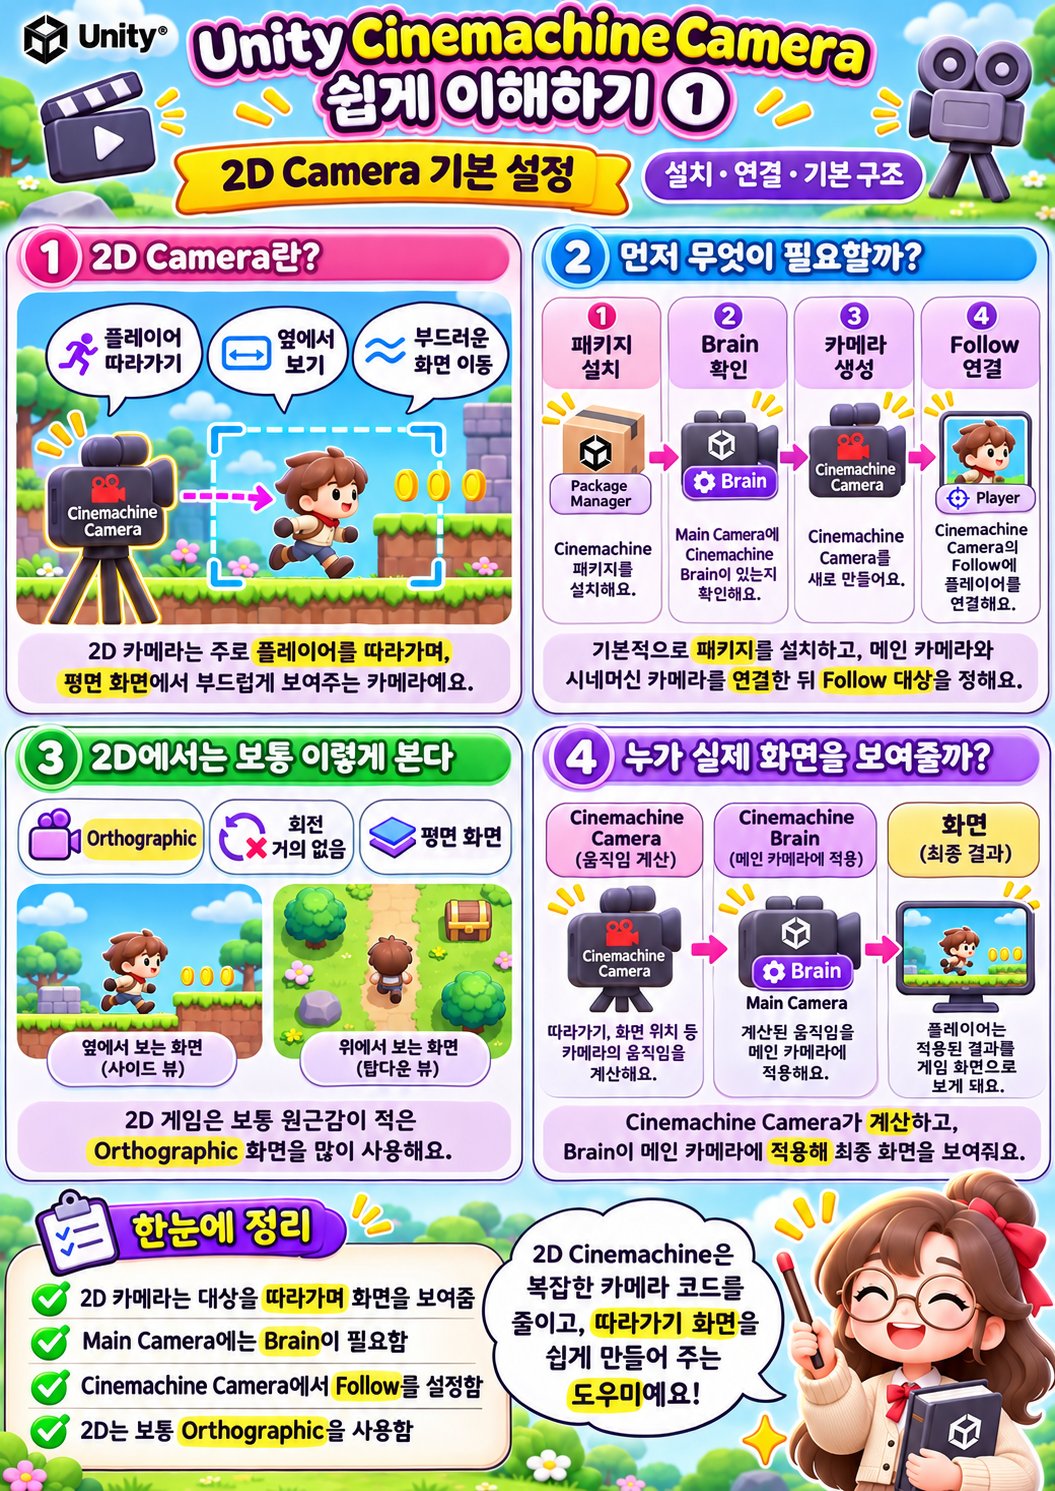 Unity®
Unity Cinemachine Camera
쉽게 이해하기 1
2D Camera 기본 설정
설치 · 연결 · 기본 구조
1 2D Camera란?
플레이어
따라가기
옆에서
보기
부드러운
화면 이동
Cinemachine
Camera
2D 카메라는 주로 플레이어를 따라가며,
평면 화면에서 부드럽게 보여주는 카메라예요.
2 먼저 무엇이 필요할까?
1
패키지
설치
Package
Manager
Cinemachine
패키지를
설치해요.
2
Brain
확인
Brain
Main Camera에
Cinemachine
Brain이 있는지
확인해요.
3
카메라
생성
Cinemachine
Camera
Cinemachine
Camera를
새로 만들어요.
4
Follow
연결
Player
Cinemachine
Camera의
Follow에
플레이어를
연결해요.
기본적으로 패키지를 설치하고, 메인 카메라와
시네머신 카메라를 연결한 뒤 Follow 대상을 정해요.
3 2D에서는 보통 이렇게 본다
Orthographic
회전
거의 없음
평면 화면
옆에서 보는 화면
(사이드 뷰)
위에서 보는 화면
(탑다운 뷰)
2D 게임은 보통 원근감이 적은
Orthographic 화면을 많이 사용해요.
4 누가 실제 화면을 보여줄까?
Cinemachine
Camera
(움직임 계산)
Cinemachine
Camera
따라가기, 화면 위치 등
카메라의 움직임을
계산해요.
Cinemachine
Brain
(메인 카메라에 적용)
Brain
Main Camera
계산된 움직임을
메인 카메라에
적용해요.
화면
(최종 결과)
플레이어는
적용된 결과를
게임 화면으로
보게 돼요.
Cinemachine Camera가 계산하고,
Brain이 메인 카메라에 적용해 최종 화면을 보여줘요.
한눈에 정리
2D 카메라는 대상을 따라가며 화면을 보여줌
Main Camera에는 Brain이 필요함
Cinemachine Camera에서 Follow를 설정함
2D는 보통 Orthographic을 사용함
2D Cinemachine은
복잡한 카메라 코드를
줄이고, 따라가기 화면을
쉽게 만들어 주는
도우미예요!